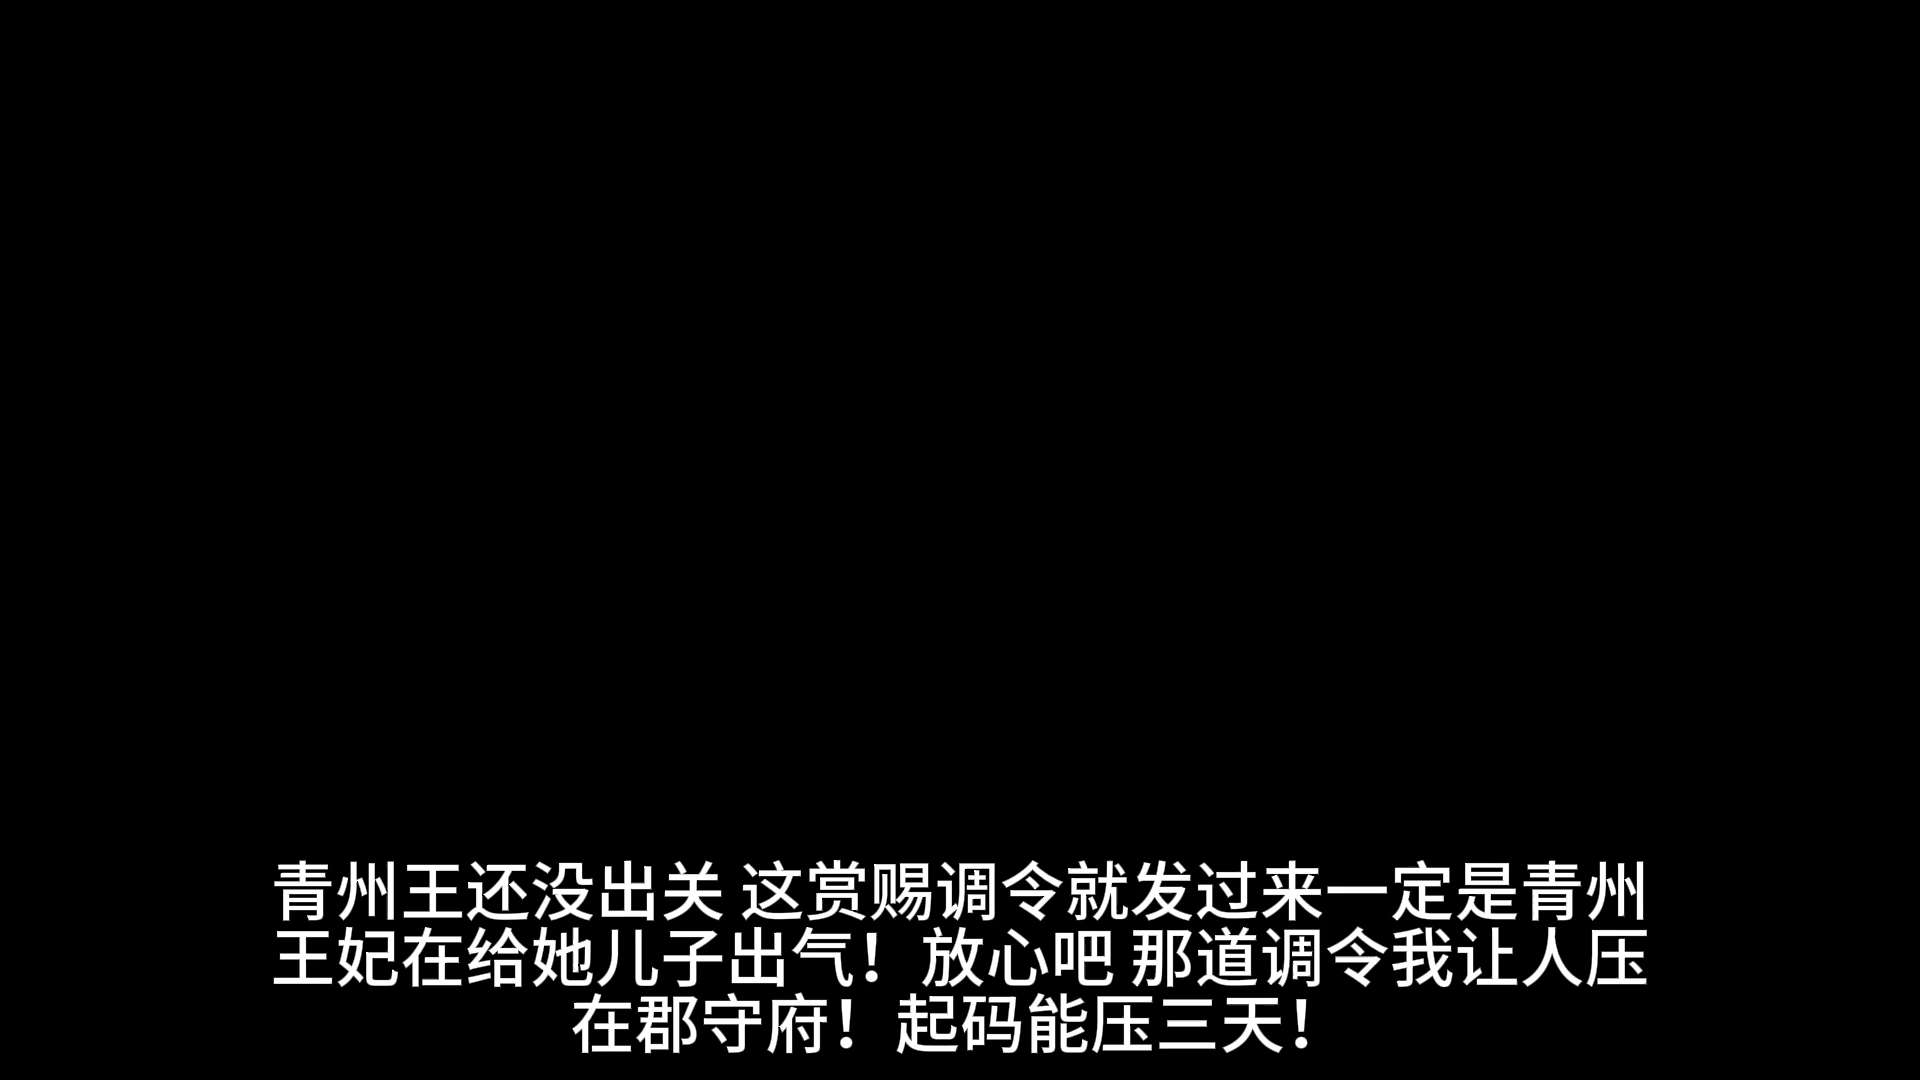 青州王还没出关 这赏赐调令就发过来一定是青州
王妃在给她儿子出气！放心吧 那道调令我让人压
在郡守府！起码能压三天！